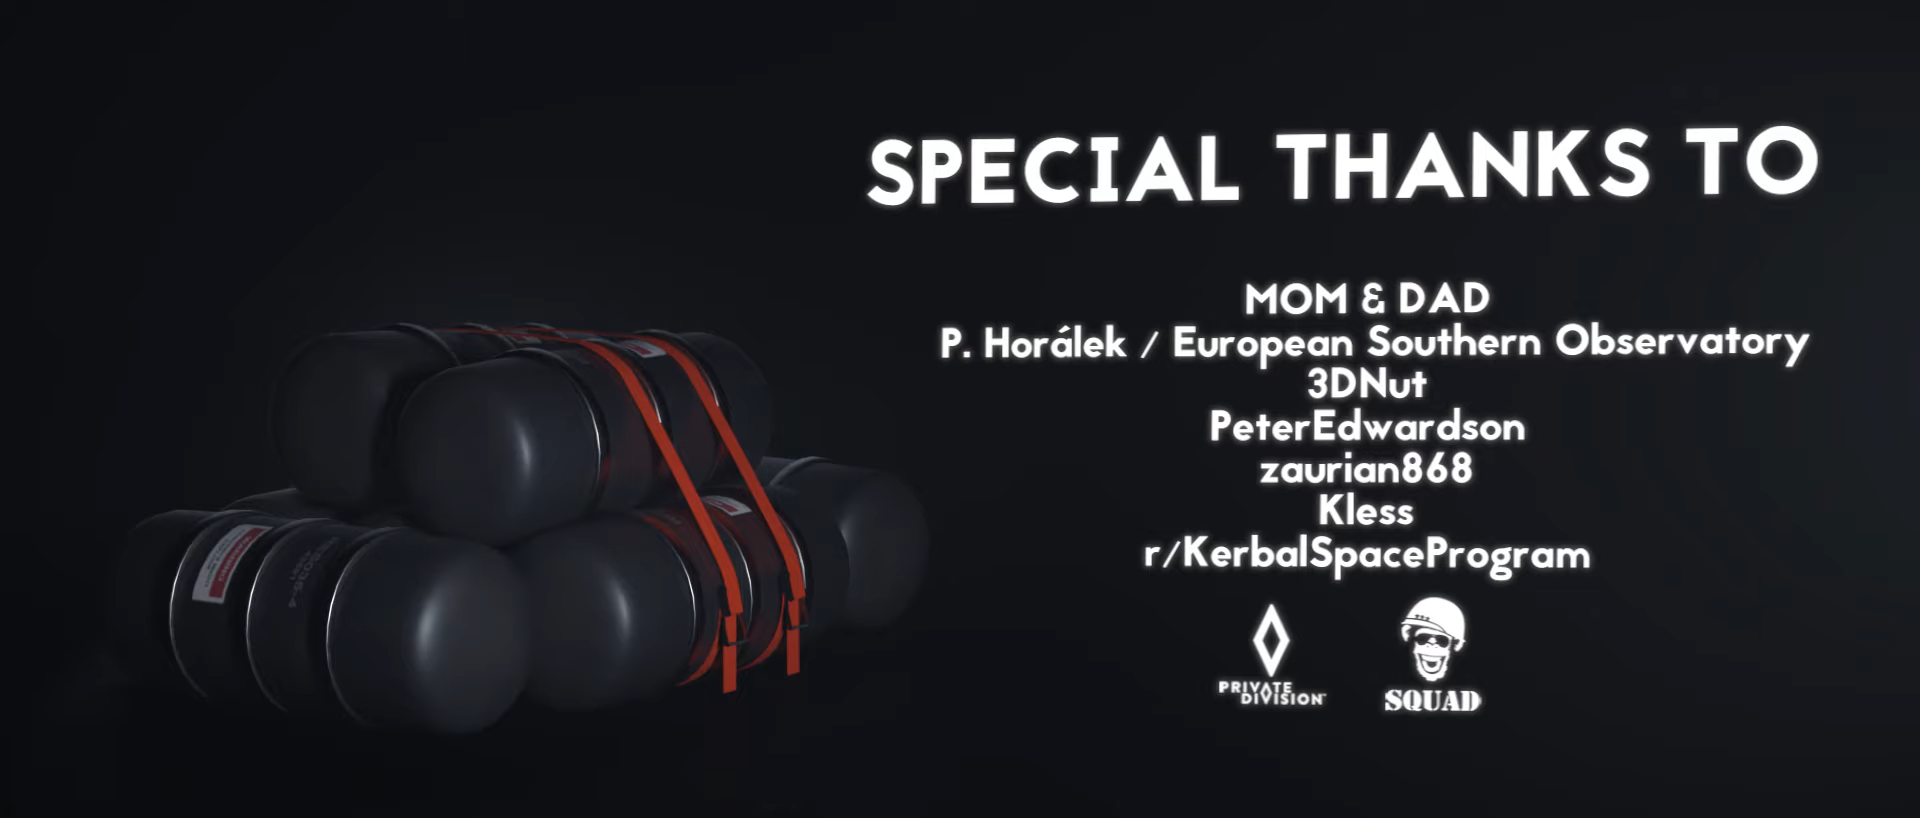 SPECIAL THANKS TO
MOM & DAD
P. Horálek / European Southern Observatory
3DNut
PeterEdwardson
zaurian868
Kless
r/KerbalSpaceProgram
PRIVATE
DIVISION
SQUAD